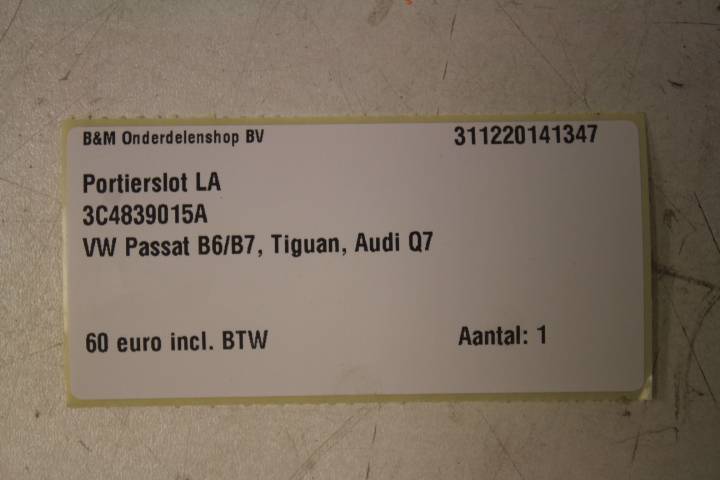 B&M Onderdelenshop BV 311220141347
Portierslot LA
3C4839015A
VW Passat B6/B7, Tiguan, Audi Q7
60 euro incl. BTW Aantal: 1